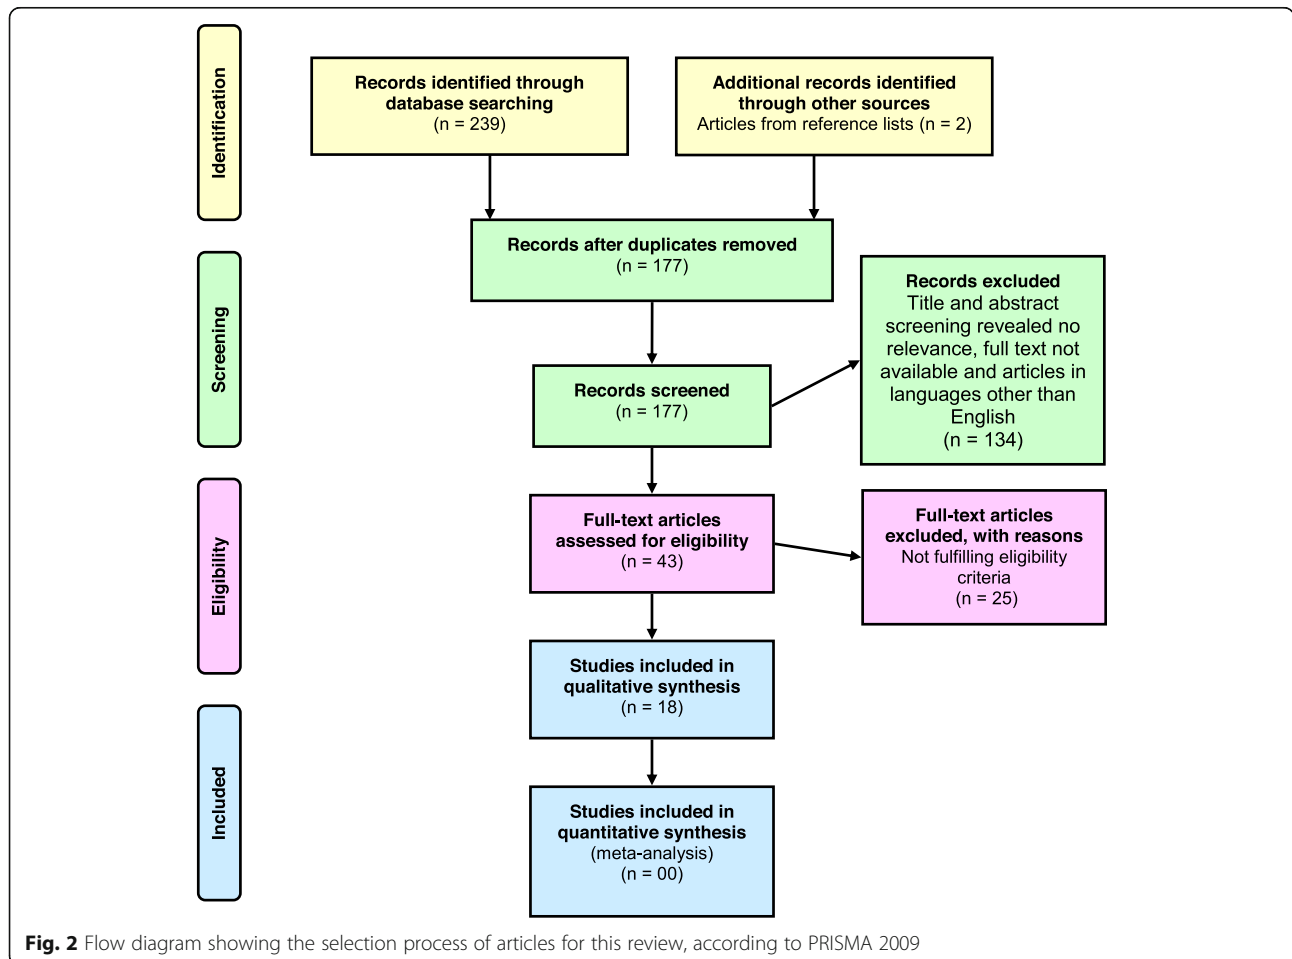 Identification
Records identified through
database searching
(n = 239)
Additional records identified
through other sources
Articles from reference lists (n = 2)
Screening
Records after duplicates removed
(n = 177)
Records screened
(n = 177)
Records excluded
Title and abstract
screening revealed no
relevance, full text not
available and articles in
languages other than
English
(n = 134)
Eligibility
Full-text articles
assessed for eligibility
(n = 43)
Full-text articles
excluded, with reasons
Not fulfilling eligibility
criteria
(n = 25)
Included
Studies included in
qualitative synthesis
(n = 18)
Studies included in
quantitative synthesis
(meta-analysis)
(n = 00)
Fig. 2 Flow diagram showing the selection process of articles for this review, according to PRISMA 2009